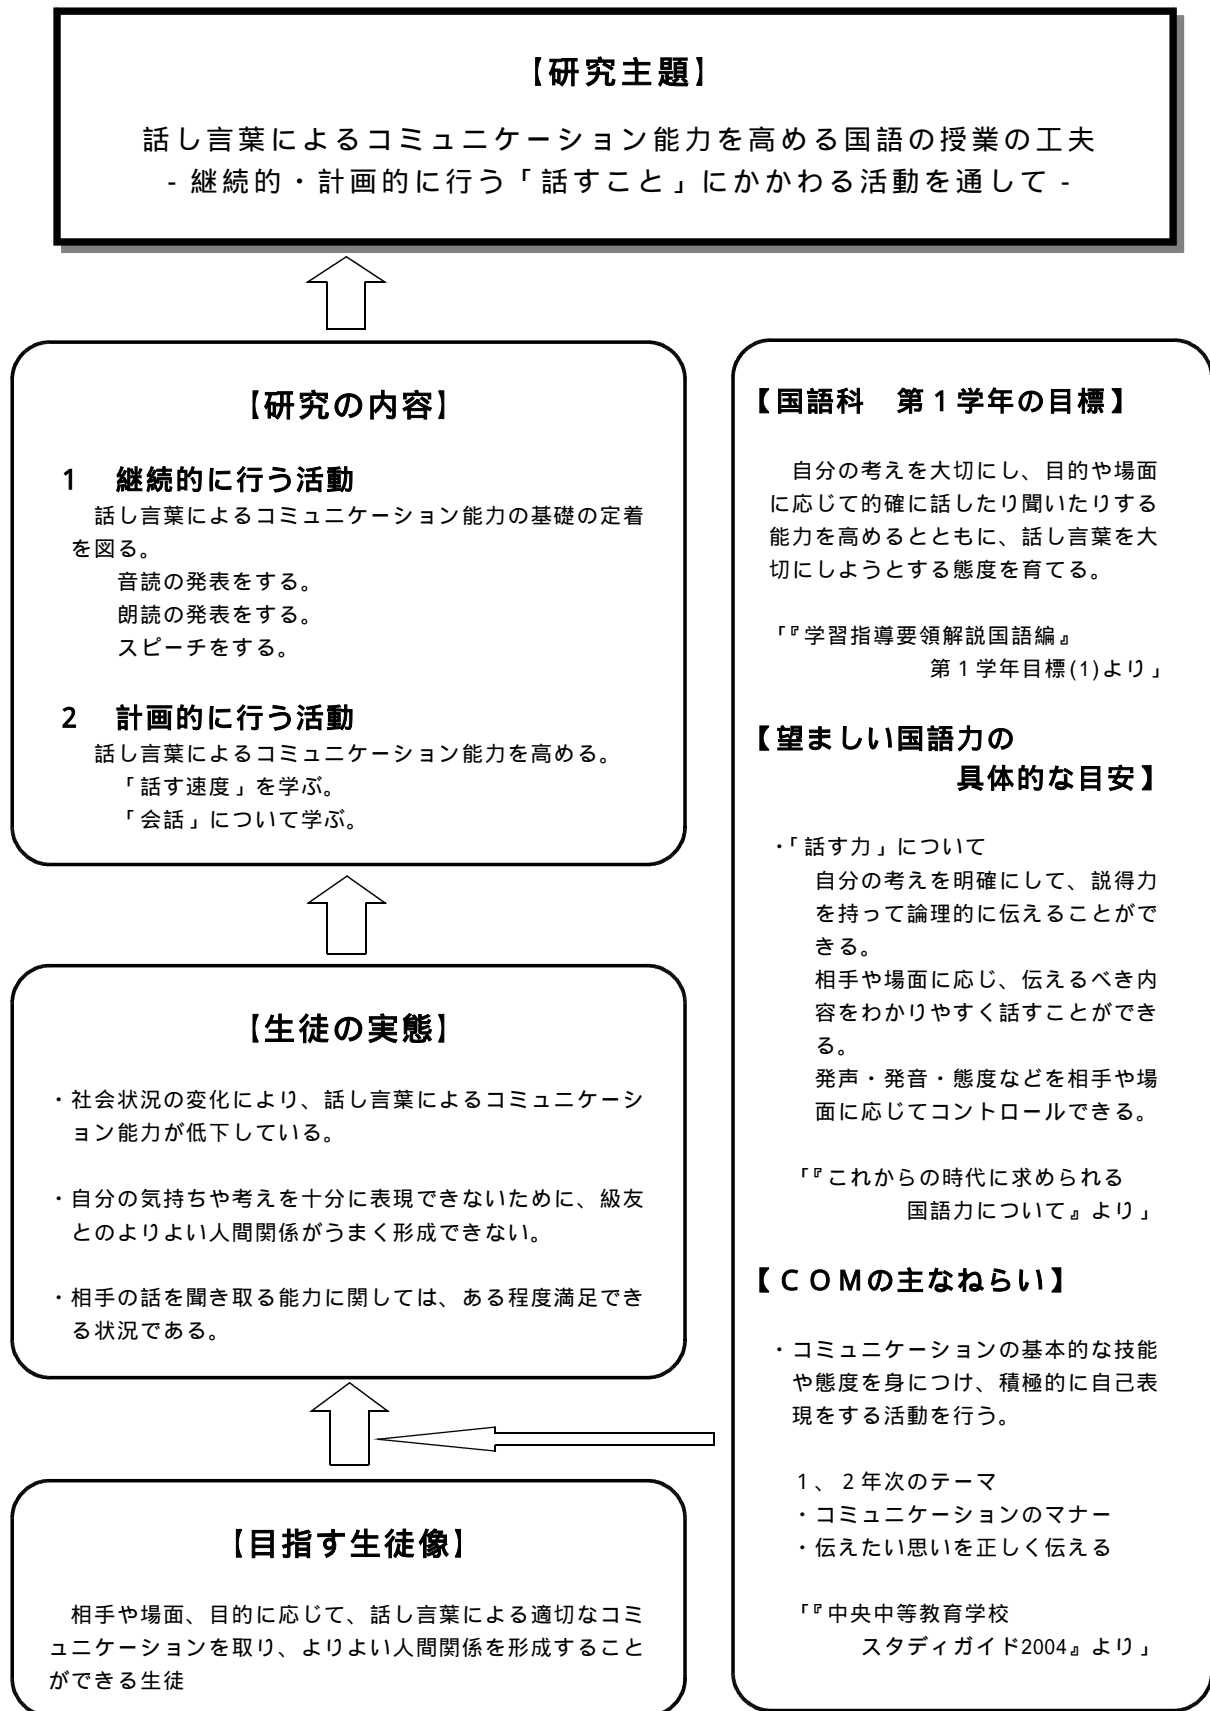 【研究主題】
話し言葉によるコミュニケーション能力を高める国語の授業の工夫
- 継続的・計画的に行う「話すこと」にかかわる活動を通して -
【研究の内容】
1 継続的に行う活動
話し言葉によるコミュニケーション能力の基礎の定着
を図る。
音読の発表をする。
朗読の発表をする。
スピーチをする。
2 計画的に行う活動
話し言葉によるコミュニケーション能力を高める。
「話す速度」を学ぶ。
「会話」について学ぶ。
【生徒の実態】
・社会状況の変化により、話し言葉によるコミュニケーシ
ョン能力が低下している。
・自分の気持ちや考えを十分に表現できないために、級友
とのよりよい人間関係がうまく形成できない。
・相手の話を聞き取る能力に関しては、ある程度満足でき
る状況である。
【目指す生徒像】
相手や場面、目的に応じて、話し言葉による適切なコミ
ュニケーションを取り、よりよい人間関係を形成すること
ができる生徒
【国語科 第1学年の目標】
自分の考えを大切にし、目的や場面
に応じて的確に話したり聞いたりする
能力を高めるとともに、話し言葉を大
切にしようとする態度を育てる。
「『学習指導要領解説国語編』
第1学年目標(1)より」
【望ましい国語力の
具体的な目安】
・「話す力」について
自分の考えを明確にして、説得力
を持って論理的に伝えることがで
きる。
相手や場面に応じ、伝えるべき内
容をわかりやすく話すことができ
る。
発声・発音・態度などを相手や場
面に応じてコントロールできる。
「『これからの時代に求められる
国語力について』より」
【COMの主なねらい】
・コミュニケーションの基本的な技能
や態度を身につけ、積極的に自己表
現をする活動を行う。
1、2年次のテーマ
・コミュニケーションのマナー
・伝えたい思いを正しく伝える
「『中央中等教育学校
スタディガイド2004』より」